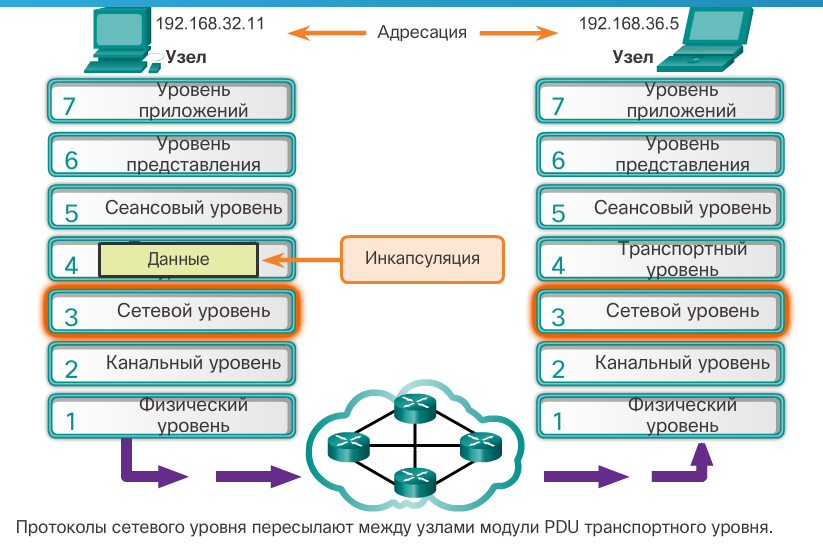 192.168.32.11
Адресация
192.168.36.5
Узел
Узел
7
Уровень
приложений
6
Уровень
представления
5
Сеансовый уровень
4
Данные
3
Сетевой уровень
2
Канальный уровень
1
Физический
уровень
Инкапсуляция
7
Уровень
приложений
6
Уровень
представления
5
Сеансовый уровень
4
Транспортный
уровень
3
Сетевой уровень
2
Канальный уровень
1
Физический
уровень
Протоколы сетевого уровня пересылают между узлами модули PDU транспортного уровня.